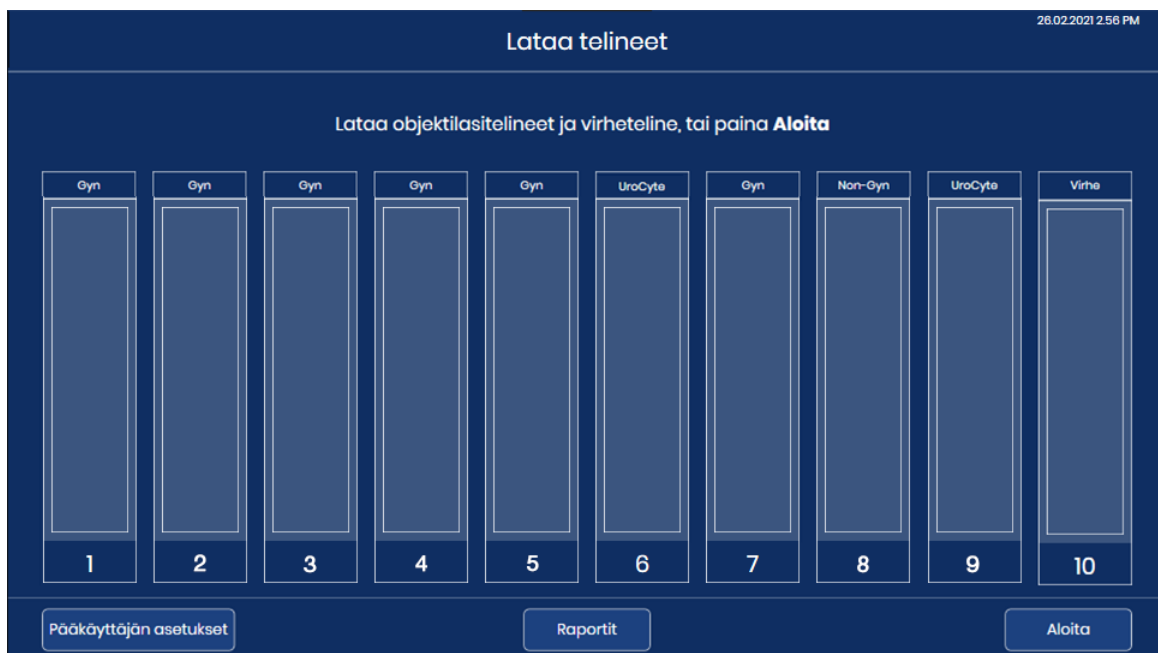 26.02.2021 2.56 PM
Lataa telineet
Lataa objektilasitelineet ja virheteline, tai paina Aloita
Gyn Gyn Gyn Gyn Gyn UroCyte Gyn Non-Gyn UroCyte Virhe
1 2 3 4 5 6 7 8 9 10
Pääkäyttäjän asetukset Raportit Aloita